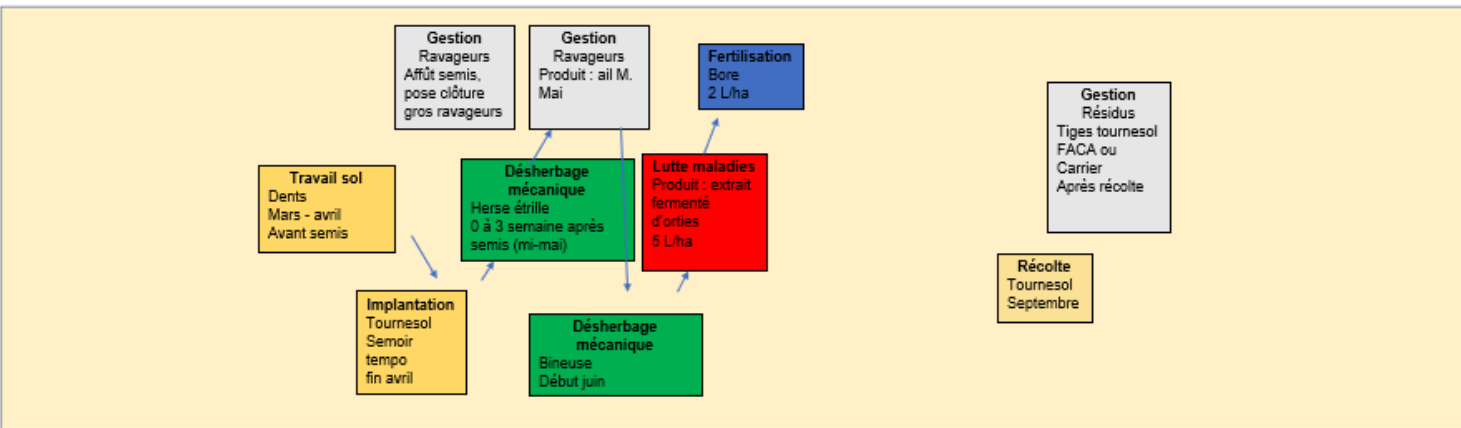 Gestion
Ravageurs
Affût semis,
pose clôture
gros ravageurs
Gestion
Ravageurs
Produit : ail M.
Mai
Fertilisation
Bore
2 L/ha
Gestion
Résidus
Tiges tournesol
FACA ou
Carrier
Après récolte
Travail sol
Dents
Mars - avril
Avant semis
Désherbage
mécanique
Herse étrille
0 à 3 semaine après
semis (mi-mai)
Lutte maladies
Produit : extrait
fermenté
d'orties
5 L/ha
Récolte
Tournesol
Septembre
Implantation
Tournesol
Semoir
tempo
fin avril
Désherbage
mécanique
Bineuse
Début juin